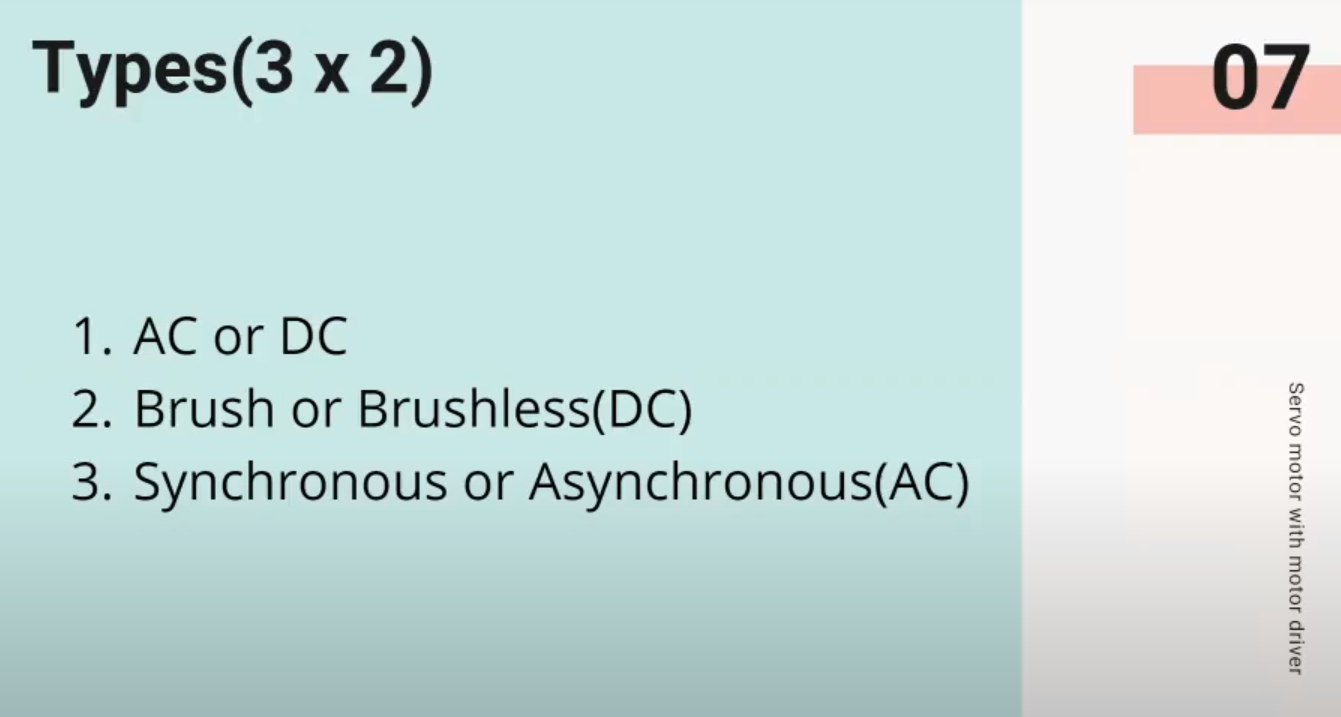 Types(3 x 2)
07
1. AC or DC
2. Brush or Brushless(DC)
3. Synchronous or Asynchronous(AC)
Servo motor with motor driver